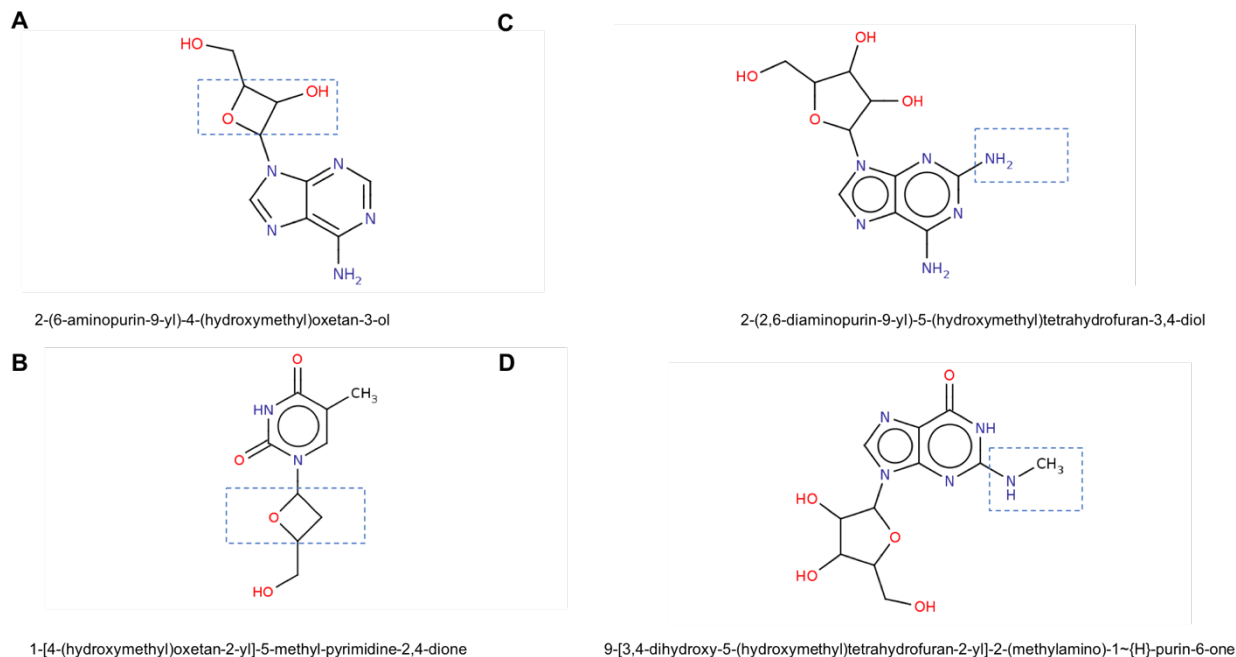 A
HO
OH
O
N
N
N
N
NH2
2-(6-aminopurin-9-yl)-4-(hydroxymethyl)oxetan-3-ol
B
O
CH3
HN
O
N
O
HO
1-[4-(hydroxymethyl)oxetan-2-yl]-5-methyl-pyrimidine-2,4-dione
C
OH
HO
OH
O
N
N
NH2
N
N
NH2
2-(2,6-diaminopurin-9-yl)-5-(hydroxymethyl)tetrahydrofuran-3,4-diol
D
O
N
NH
CH3
N
N
N
H
HO
O
HO
OH
9-[3,4-dihydroxy-5-(hydroxymethyl)tetrahydrofuran-2-yl]-2-(methylamino)-1~{H}-purin-6-one